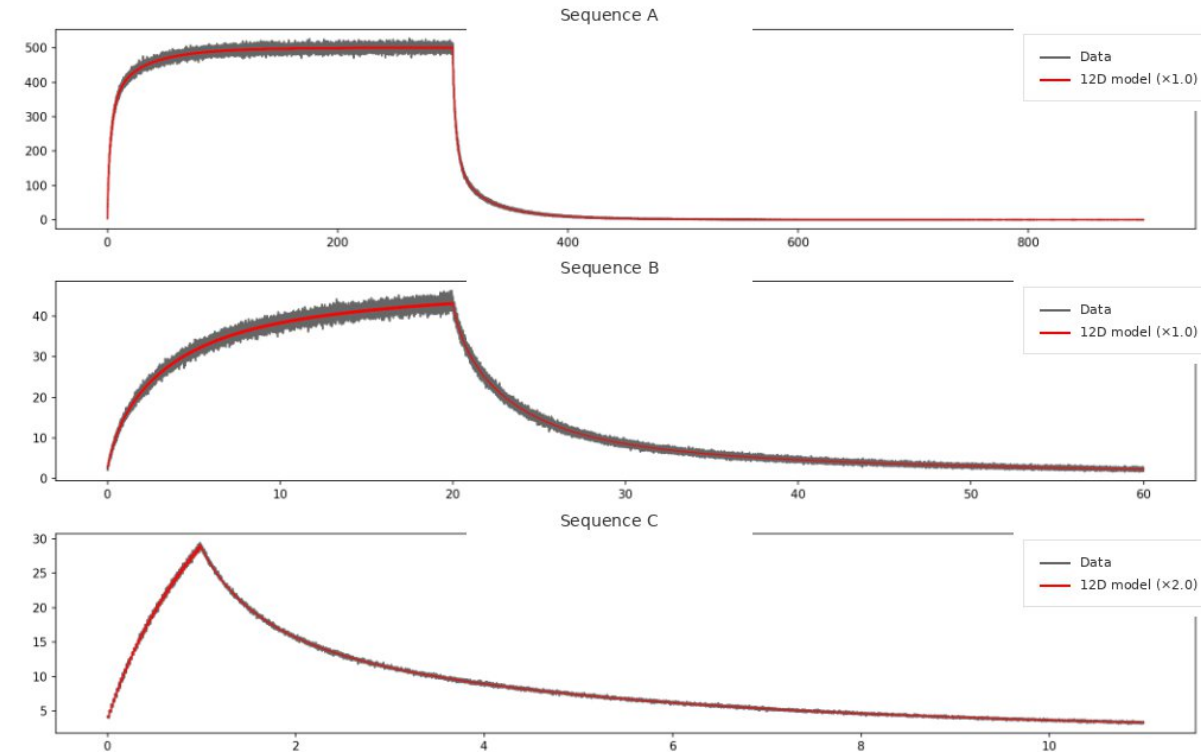 Sequence A
500
400
300
200
100
0
Data
12D model (×1.0)
0 200 400 600 800
Sequence B
40
30
20
10
0
Data
12D model (×1.0)
0 10 20 30 40 50 60
Sequence C
30
25
20
15
10
5
Data
12D model (×2.0)
0 2 4 6 8 10